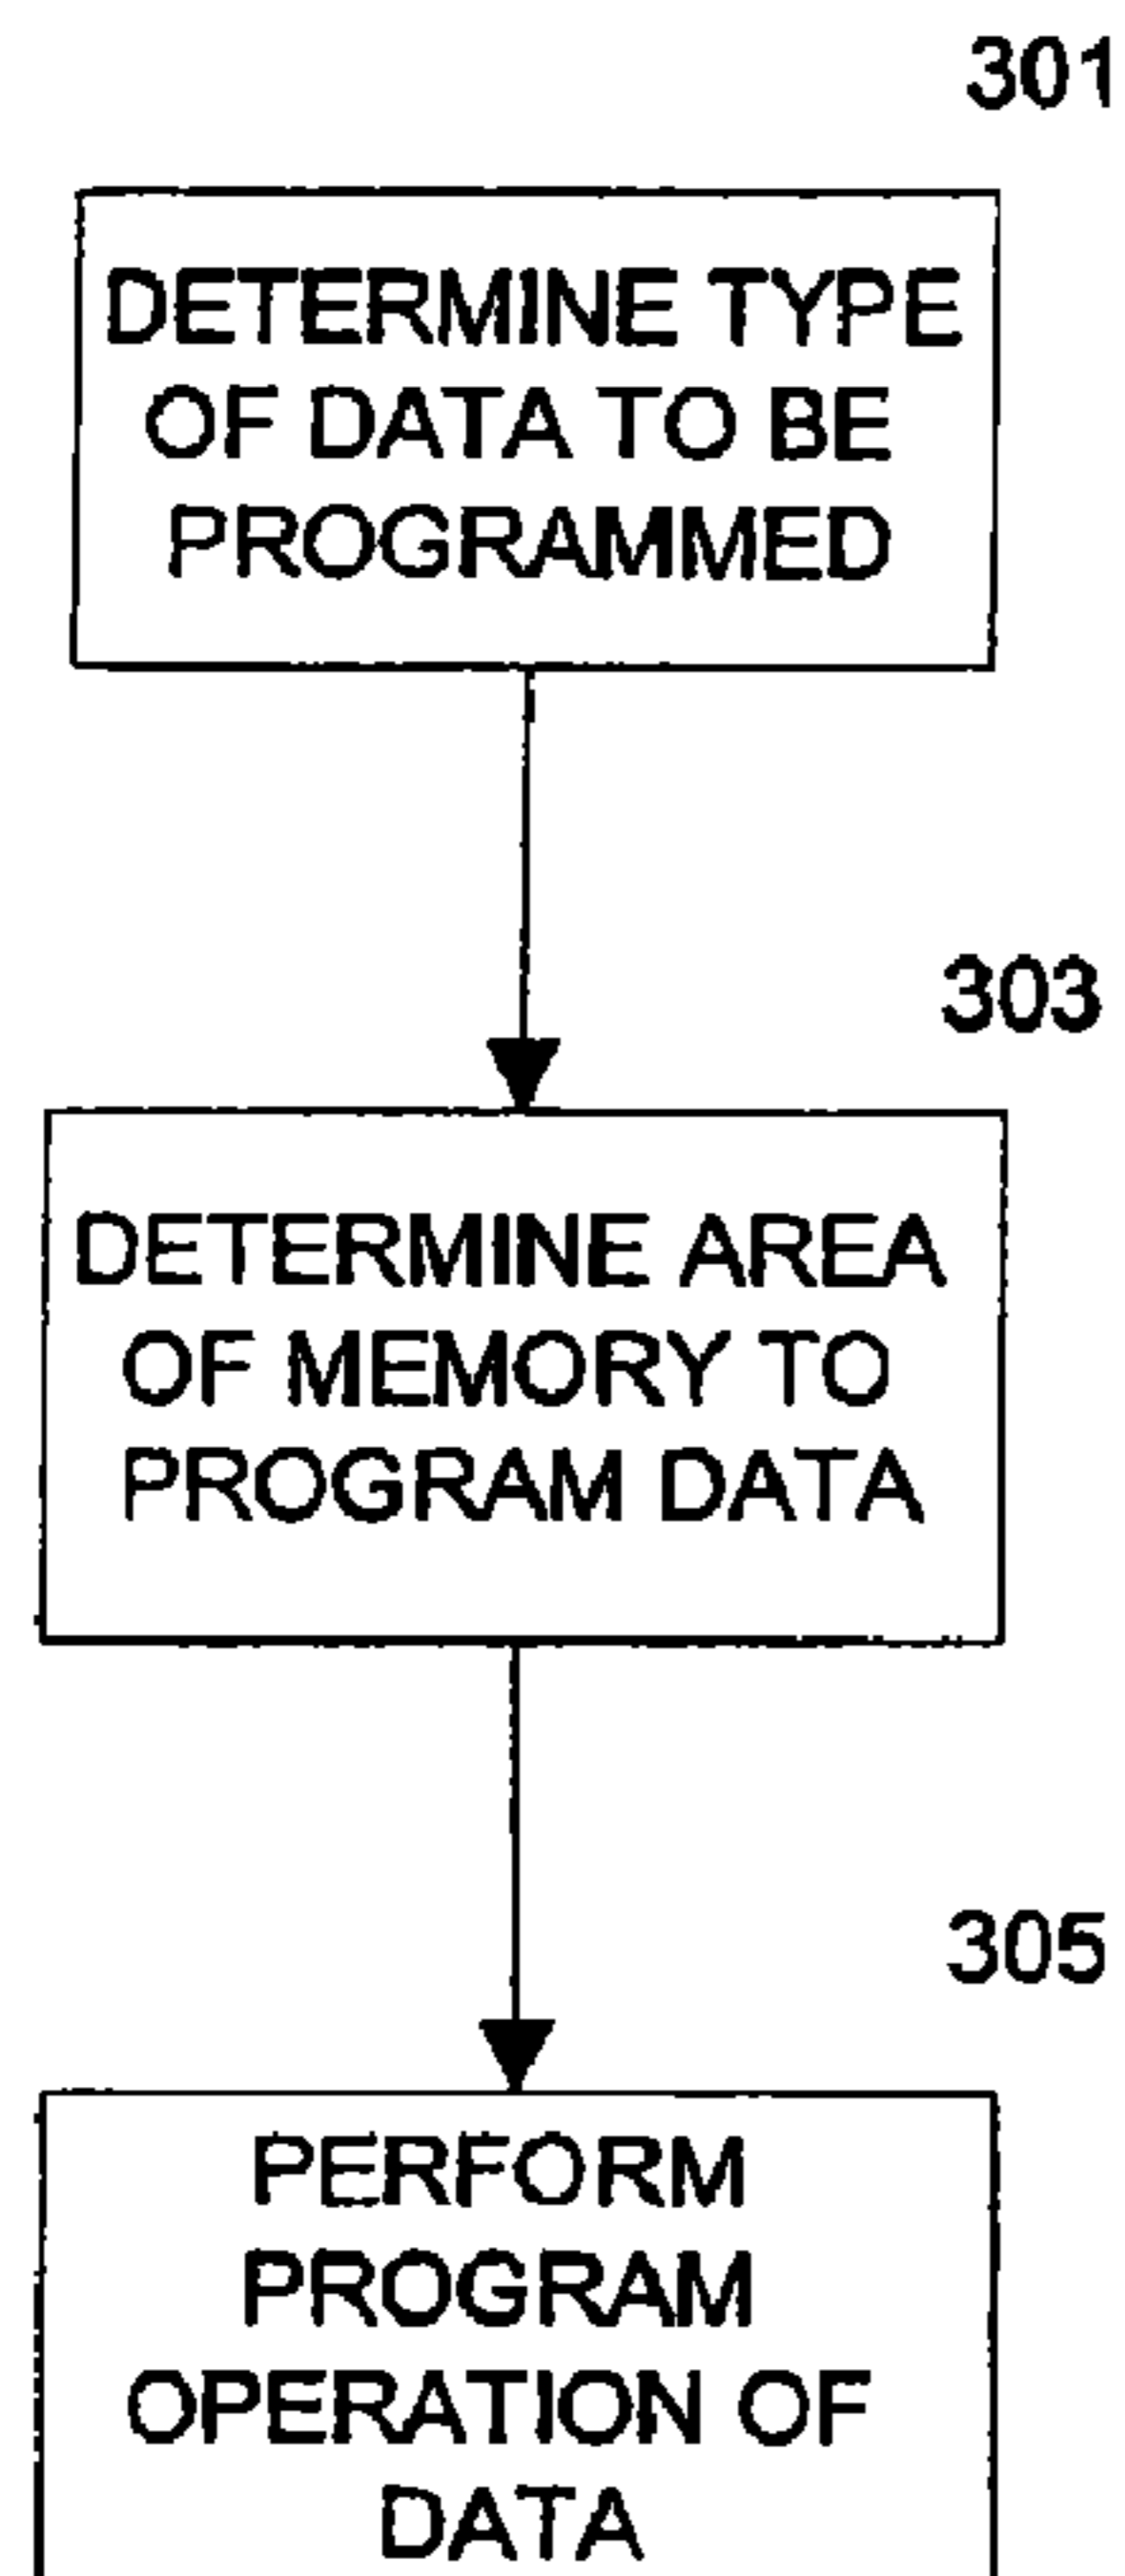 301
DETERMINE TYPE
OF DATA TO BE
PROGRAMMED
303
DETERMINE AREA
OF MEMORY TO
PROGRAM DATA
305
PERFORM
PROGRAM
OPERATION OF
DATA